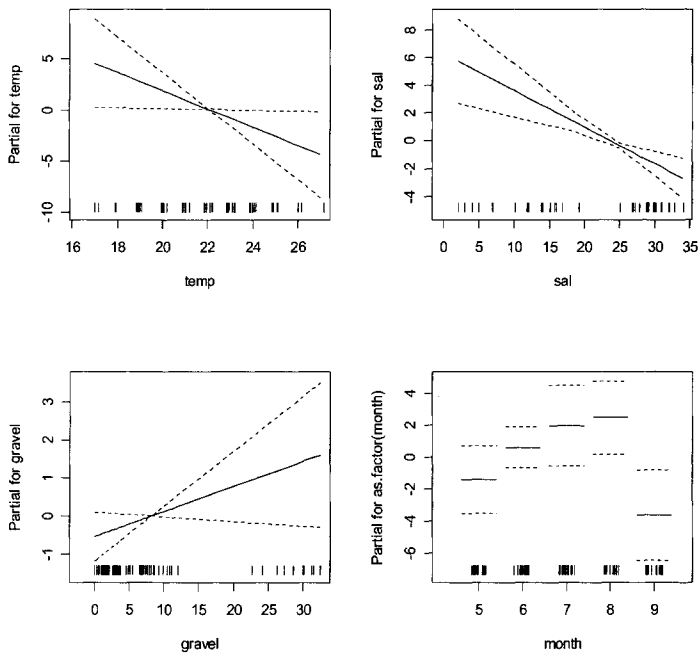 Partial for temp
5
0
-5
-10
16 18 20 22 24 26
temp
Partial for sal
8
6
4
2
0
-2
-4
0 5 10 15 20 25 30 35
sal
Partial for gravel
3
2
1
0
-1
0 5 10 15 20 25 30
gravel
Partial for as.factor(month)
4
2
0
-2
-4
-6
5 6 7 8 9
month